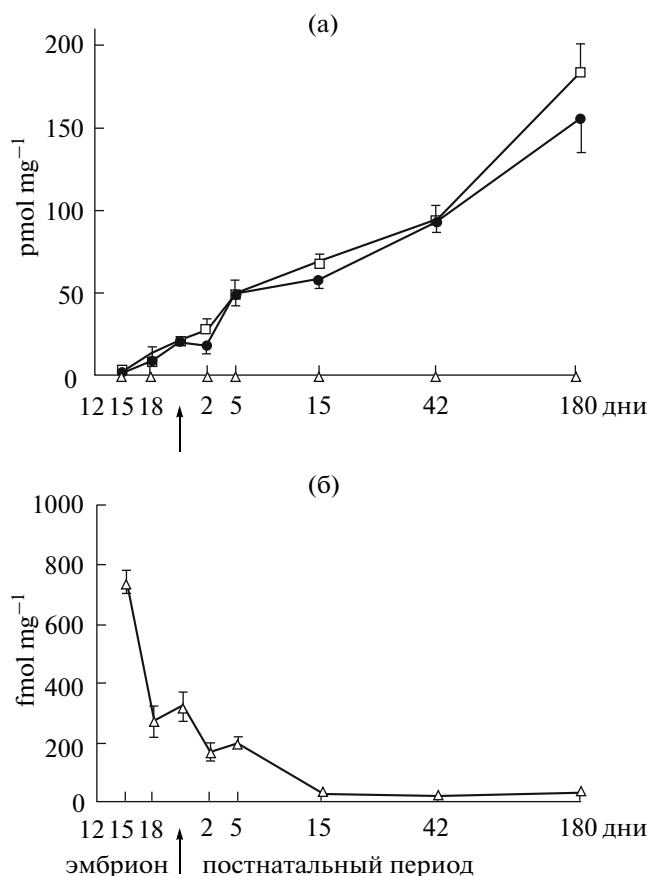 (а)
200
150
100
50
0
pmol mg⁻¹
12 15 18 2 5 15 42 180 дни
(б)
1000
800
600
400
200
0
fmol mg⁻¹
12 15 18 2 5 15 42 180 дни
эмбрион постнатальный период